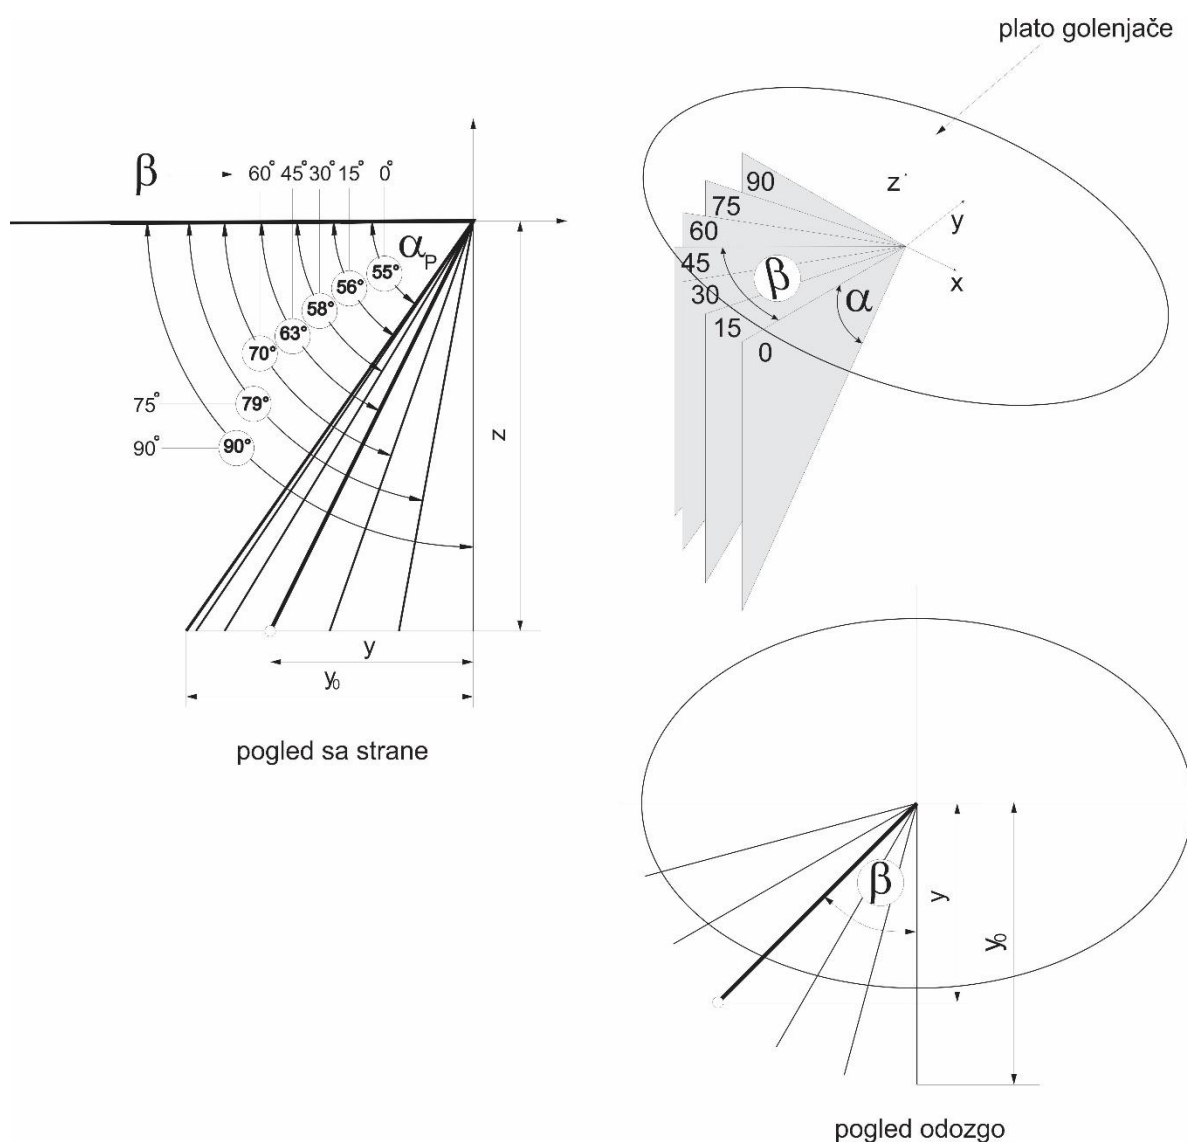 plato golenjače
β
60° 45° 30° 15° 0°
α_P
55°
56°
58°
63°
70°
79°
90°
75°
90°
z
y
y₀
pogled sa strane
90
75
60
45
30
15
0
β
α
z
y
x
β
y
y₀
pogled odozgo